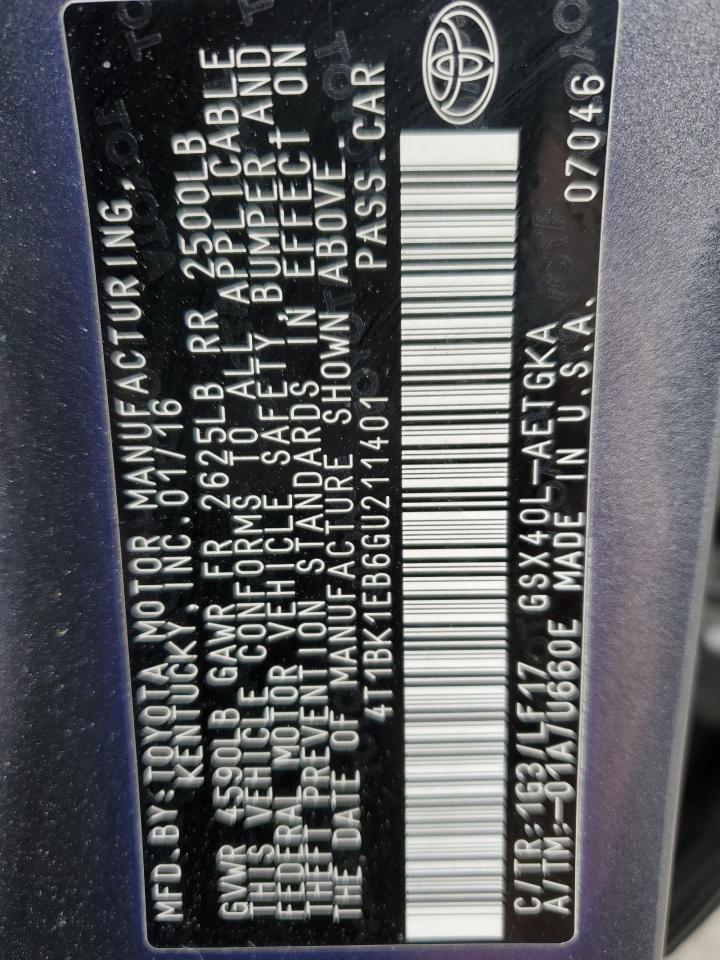 MFD.BY:TOYOTA MOTOR MANUFACTURING,
KENTUCKY, INC.01/16
GVWR 4590LB GAWR FR 2625LB RR 2500LB
THIS VEHICLE CONFORMS TO ALL APPLICABLE
FEDERAL MOTOR VEHICLE SAFETY,BUMPER AND
THEFT PREVENTION STANDARDS IN EFFECT ON
THE DATE OF MANUFACTURE SHOWN ABOVE.
4T1BK1EB6GU211401 PASS.CAR
C/TR:1G3/LF17 GSX40L-AETGKA 07046
A/TM:-01A/U660E MADE IN U.S.A.